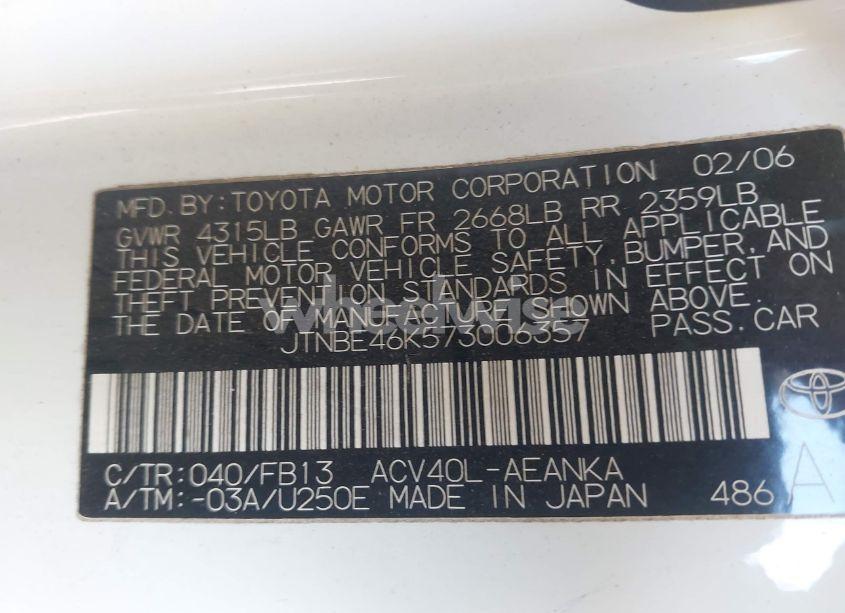 MFD. BY: TOYOTA MOTOR CORPORATION 02/06
GVWR 4315LB GAWR FR 2668LB RR 2359LB
THIS VEHICLE CONFORMS TO ALL APPLICABLE
FEDERAL MOTOR VEHICLE SAFETY, BUMPER, AND
THEFT PREVENTION STANDARDS IN EFFECT ON
THE DATE OF MANUFACTURE SHOWN ABOVE.
JTNBE46K573006337 PASS. CAR
C/TR: 040/FB13 ACV40L-AEANKA
A/TM: -03A/U250E MADE IN JAPAN 486 A
wheelwise